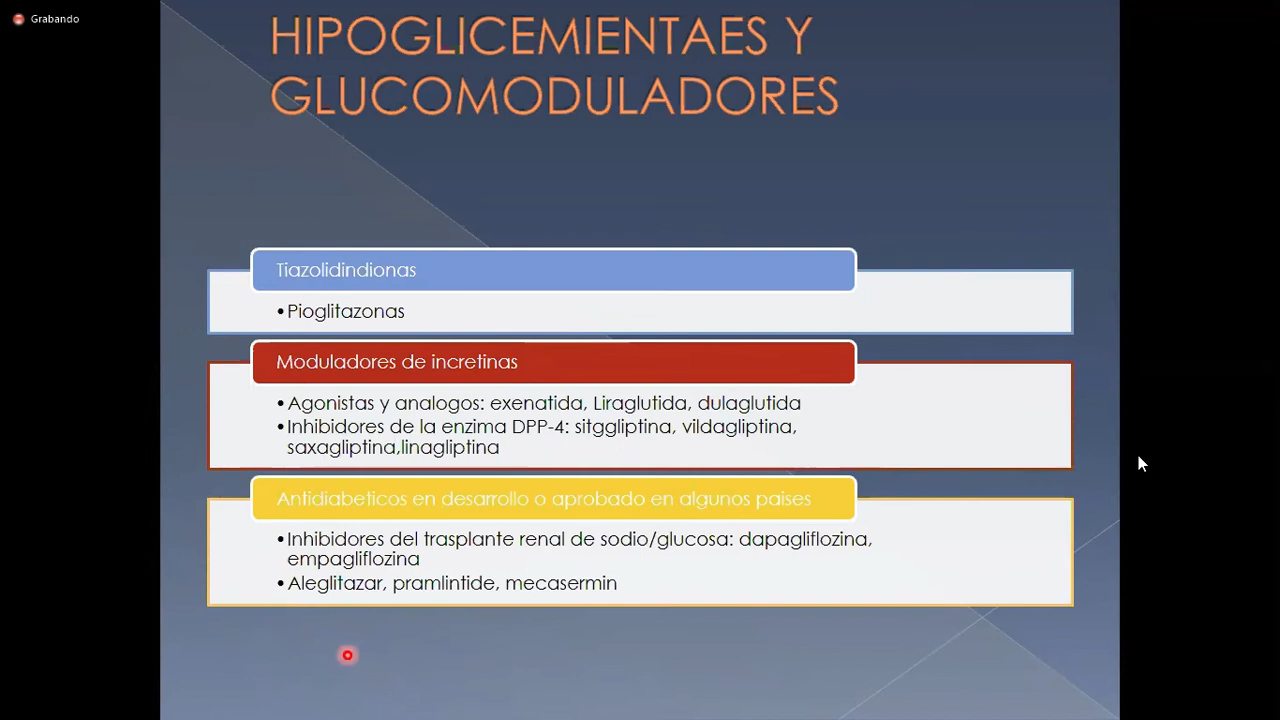 Grabando
HIPOGLICEMIENTAES Y
GLUCOMODULADORES
Tiazolidindionas
•Pioglitazonas
Moduladores de incretinas
•Agonistas y analogos: exenatida, Liraglutida, dulaglutida
•Inhibidores de la enzima DPP-4: sitggliptina, vildagliptina,
saxagliptina,linagliptina
Antidiabeticos en desarrollo o aprobado en algunos paises
•Inhibidores del trasplante renal de sodio/glucosa: dapagliflozina,
empagliflozina
•Aleglitazar, pramlintide, mecasermin